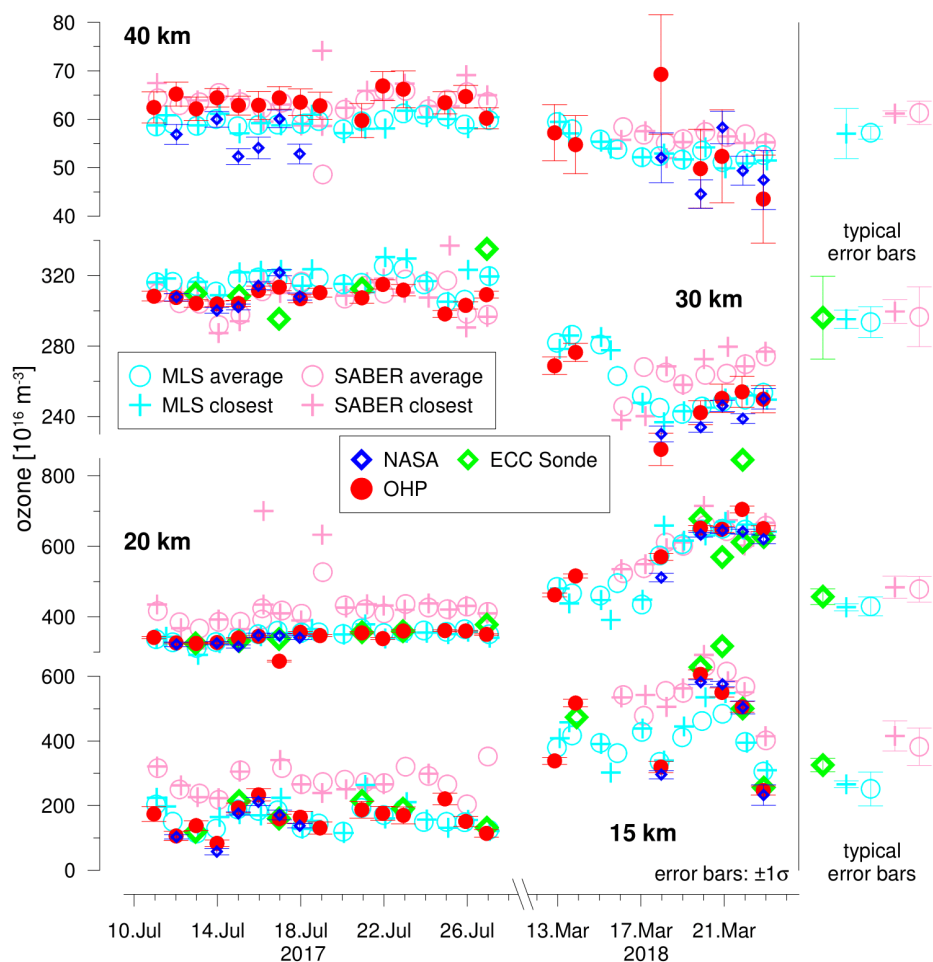 80
70
60
50
40
40 km
typical
error bars
320
280
240
30 km
MLS average
SABER average
MLS closest
SABER closest
NASA
ECC Sonde
OHP
ozone [10¹⁶ m⁻³]
800
600
400
200
0
20 km
600
400
200
0
15 km
error bars: ±1σ
typical
error bars
10.Jul
14.Jul
18.Jul
22.Jul
26.Jul
13.Mar
17.Mar
21.Mar
2017
2018